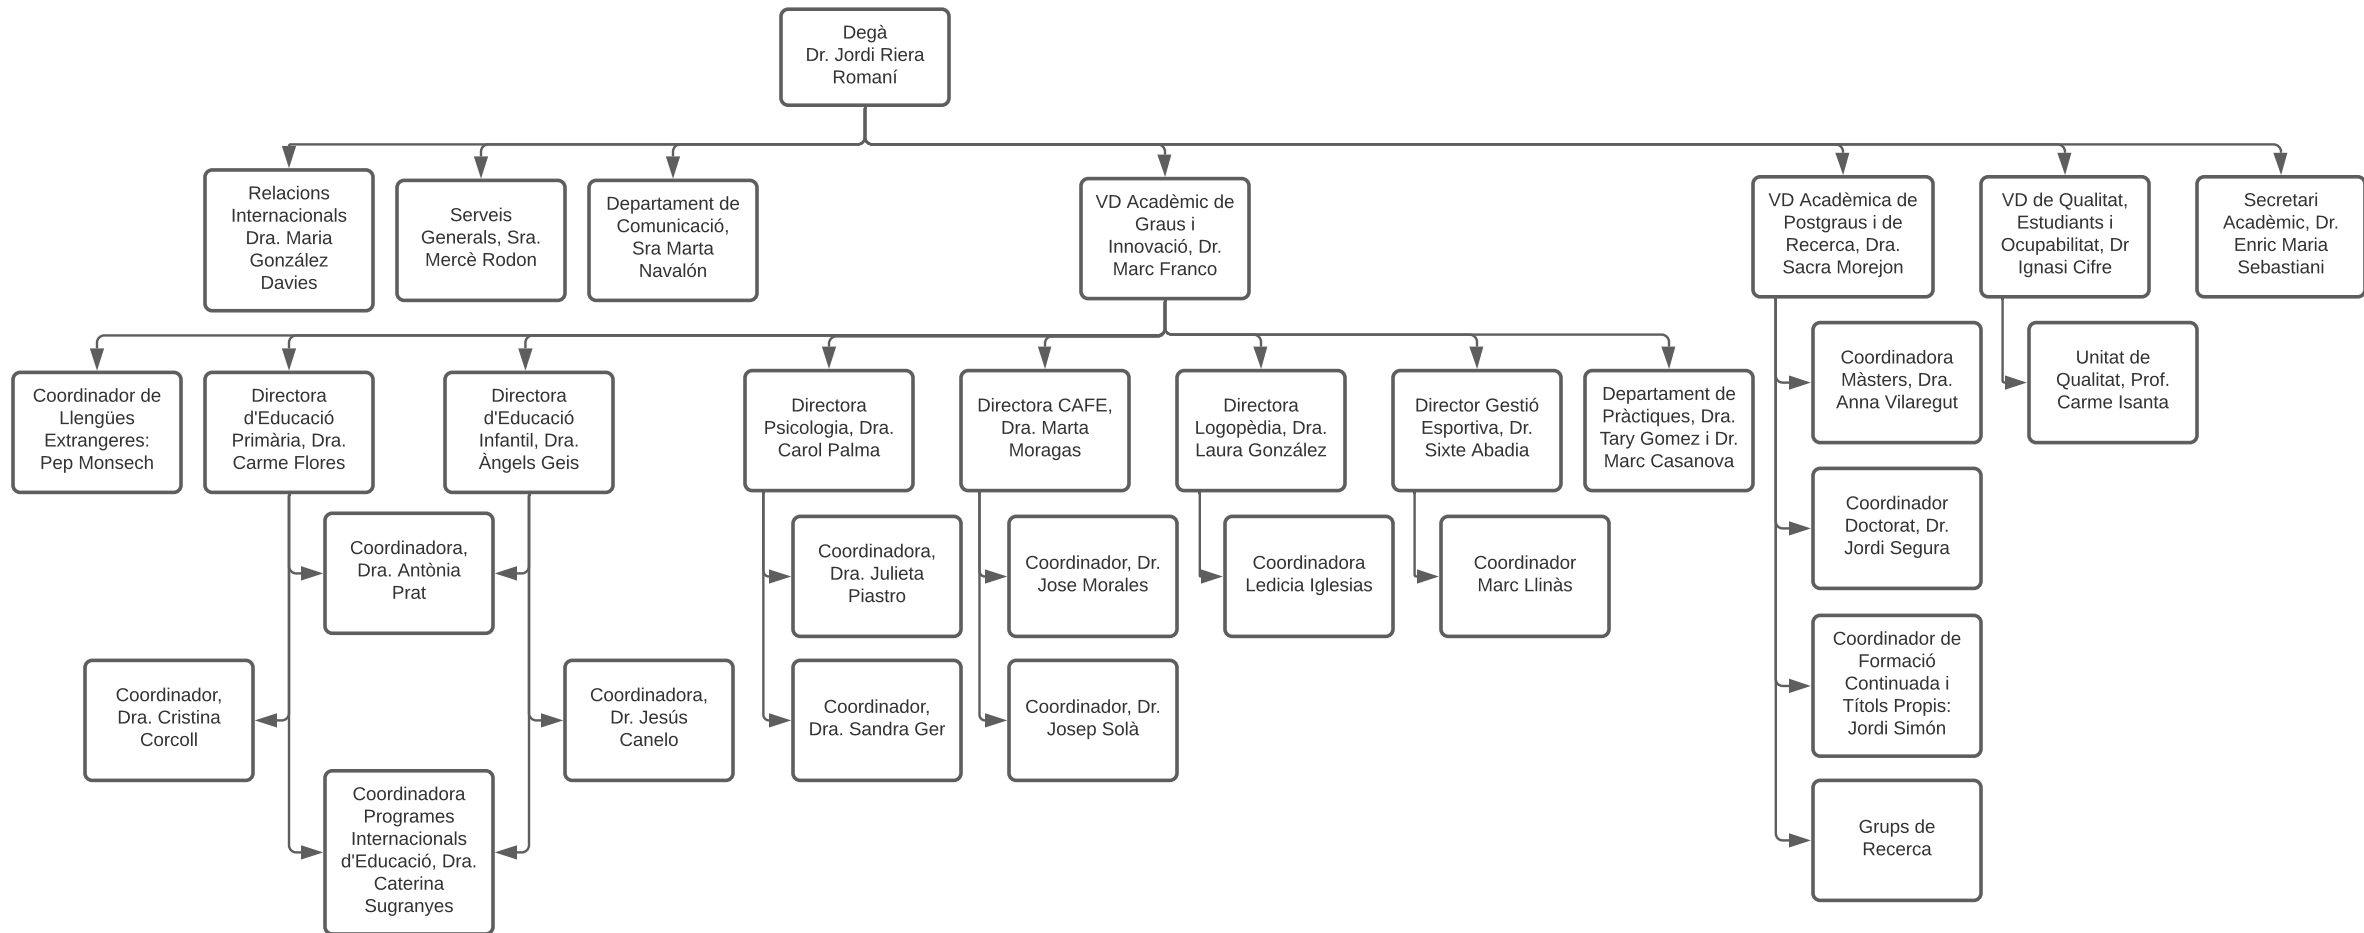 Degà
Dr. Jordi Riera
Romaní
Relacions
Internacionals
Dra. Maria
González
Davies
Serveis
Generals, Sra.
Mercè Rodon
Departament de
Comunicació,
Sra Marta
Navalón
VD Acadèmic de
Graus i
Innovació, Dr.
Marc Franco
VD Acadèmica de
Postgraus i de
Recerca, Dra.
Sacra Morejon
VD de Qualitat,
Estudiants i
Ocupabilitat, Dr
Ignasi Cifre
Secretari
Acadèmic, Dr.
Enric Maria
Sebastiani
Coordinador de
Llengües
Extrangeres:
Pep Monsech
Directora
d'Educació
Primària, Dra.
Carme Flores
Directora
d'Educació
Infantil, Dra.
Àngels Geis
Directora
Psicologia, Dra.
Carol Palma
Directora CAFE,
Dra. Marta
Moragas
Directora
Logopèdia, Dra.
Laura González
Director Gestió
Esportiva, Dr.
Sixte Abadia
Departament de
Pràctiques, Dra.
Tary Gomez i Dr.
Marc Casanova
Coordinadora
Màsters, Dra.
Anna Vilaregut
Unitat de
Qualitat, Prof.
Carme Isanta
Coordinadora,
Dra. Antònia
Prat
Coordinadora,
Dra. Julieta
Piastro
Coordinador, Dr.
Jose Morales
Coordinadora
Ledicia Iglesias
Coordinador
Marc Llinàs
Coordinador
Doctorat, Dr.
Jordi Segura
Coordinador,
Dra. Cristina
Corcoll
Coordinadora,
Dr. Jesús
Canelo
Coordinador,
Dra. Sandra Ger
Coordinador, Dr.
Josep Solà
Coordinador de
Formació
Continuada i
Títols Propis:
Jordi Simón
Coordinadora
Programes
Internacionals
d'Educació, Dra.
Caterina
Sugranyes
Grups de
Recerca